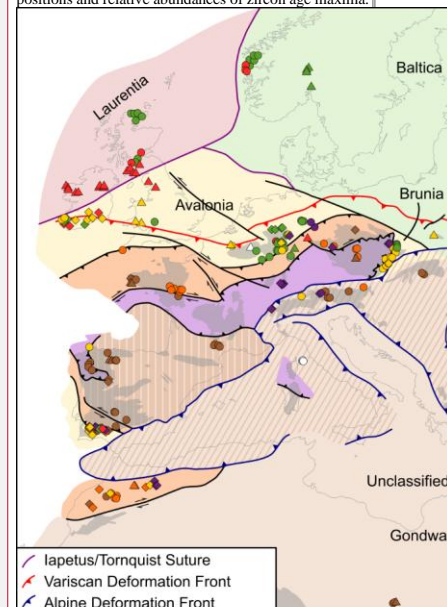 positions and relative abundances of zircon age maxima.
Laurentia
Baltica
Avalonia
Brunia
Unclassified
Gondwa
Iapetus/Tornquist Suture
Variscan Deformation Front
Alpine Deformation Front